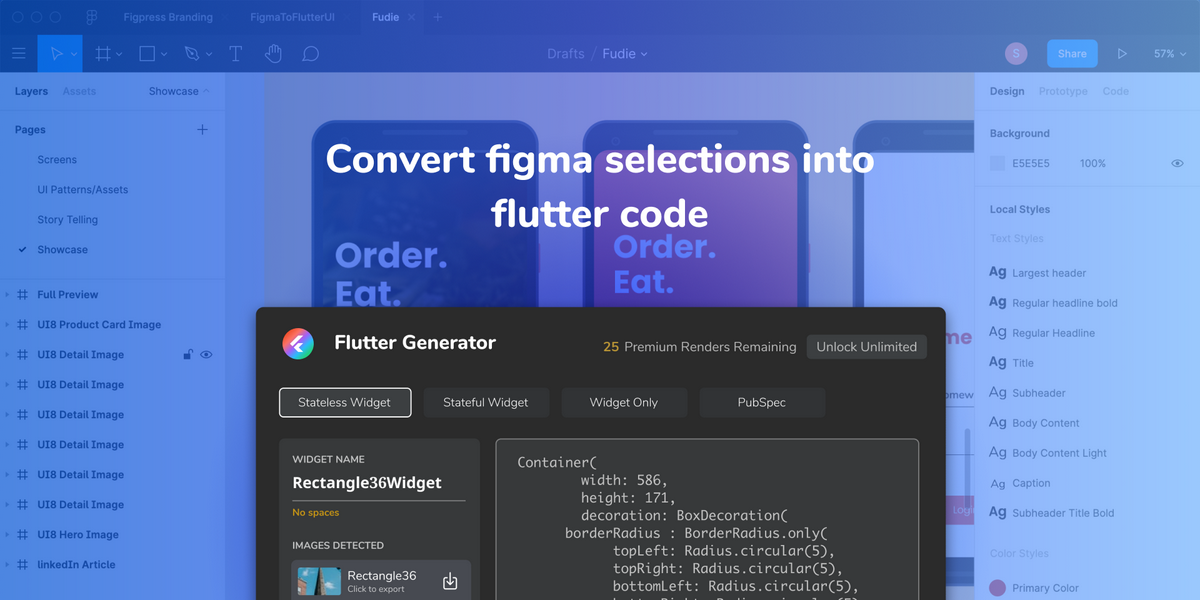 Figpress Branding
FigmaToFlutterUI
Fudie
Drafts / Fudie
S
Share
57%
Layers
Assets
Showcase
Pages
Screens
UI Patterns/Assets
Story Telling
Showcase
Full Preview
UI8 Product Card Image
UI8 Detail Image
UI8 Detail Image
UI8 Detail Image
UI8 Detail Image
UI8 Detail Image
UI8 Detail Image
UI8 Hero Image
linkedIn Article
Convert figma selections into
flutter code
Order.
Eat.
Order.
Eat.
Flutter Generator
25 Premium Renders Remaining
Unlock Unlimited
Stateless Widget
Stateful Widget
Widget Only
PubSpec
WIDGET NAME
Rectangle36Widget
No spaces
IMAGES DETECTED
Rectangle36
Click to export
Container(
width: 586,
height: 171,
decoration: BoxDecoration(
borderRadius : BorderRadius.only(
topLeft: Radius.circular(5),
topRight: Radius.circular(5),
bottomLeft: Radius.circular(5),
Design
Prototype
Code
Background
E5E5E5
100%
Local Styles
Text Styles
Ag Largest header
Ag Regular headline bold
Ag Regular Headline
Ag Title
Ag Subheader
Ag Body Content
Ag Body Content Light
Ag Caption
Ag Subheader Title Bold
Color Styles
Primary Color